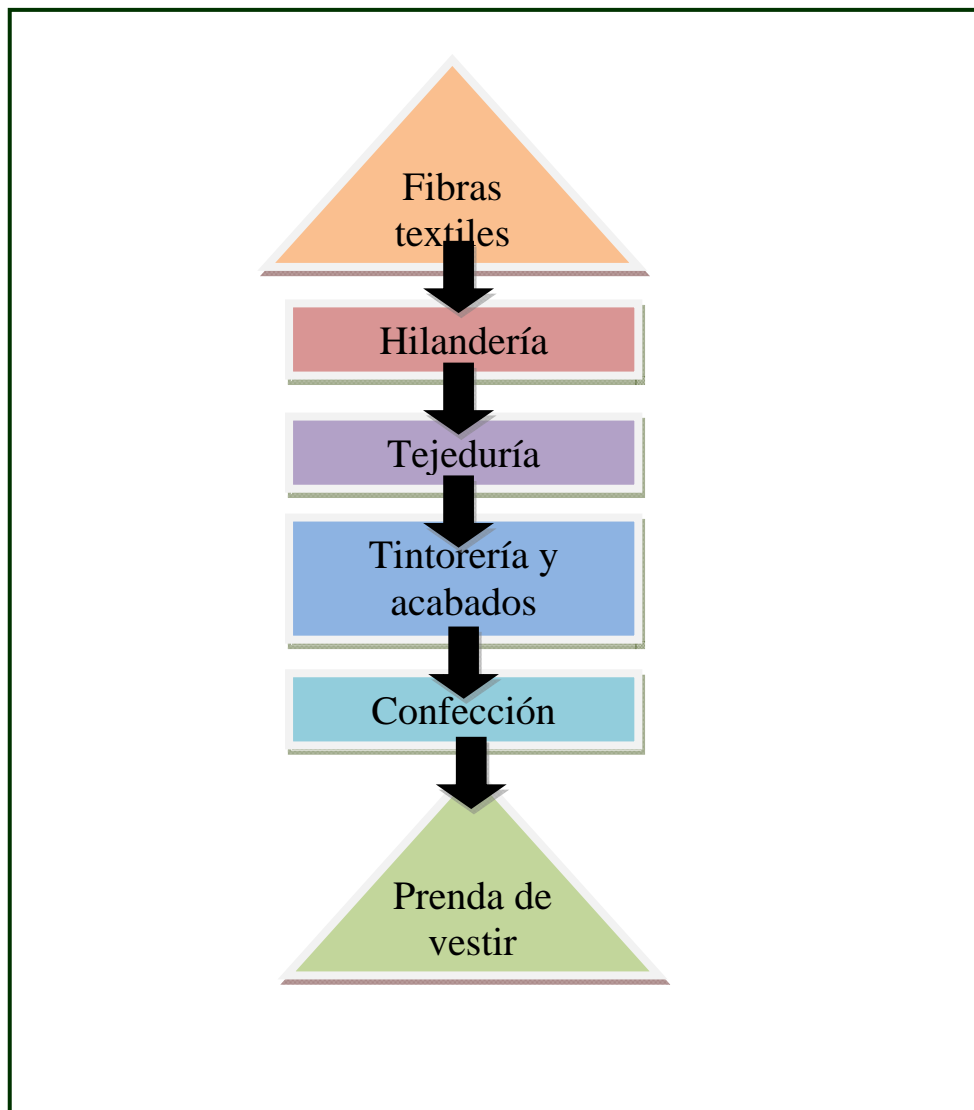 Fibras
textiles
Hilandería
Tejeduría
Tintorería y
acabados
Confección
Prenda de
vestir